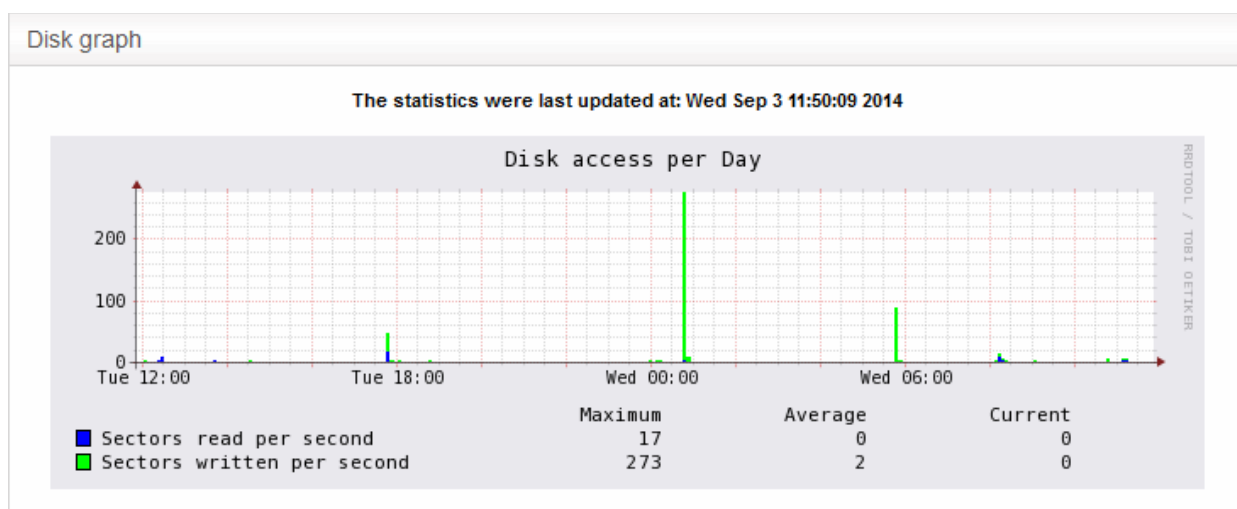 Disk graph
The statistics were last updated at: Wed Sep 3 11:50:09 2014
Disk access per Day
RRDTOOL / TOBI OETIKER
200
100
0
Tue 12:00 Tue 18:00 Wed 00:00 Wed 06:00
Maximum Average Current
Sectors read per second 17 0 0
Sectors written per second 273 2 0